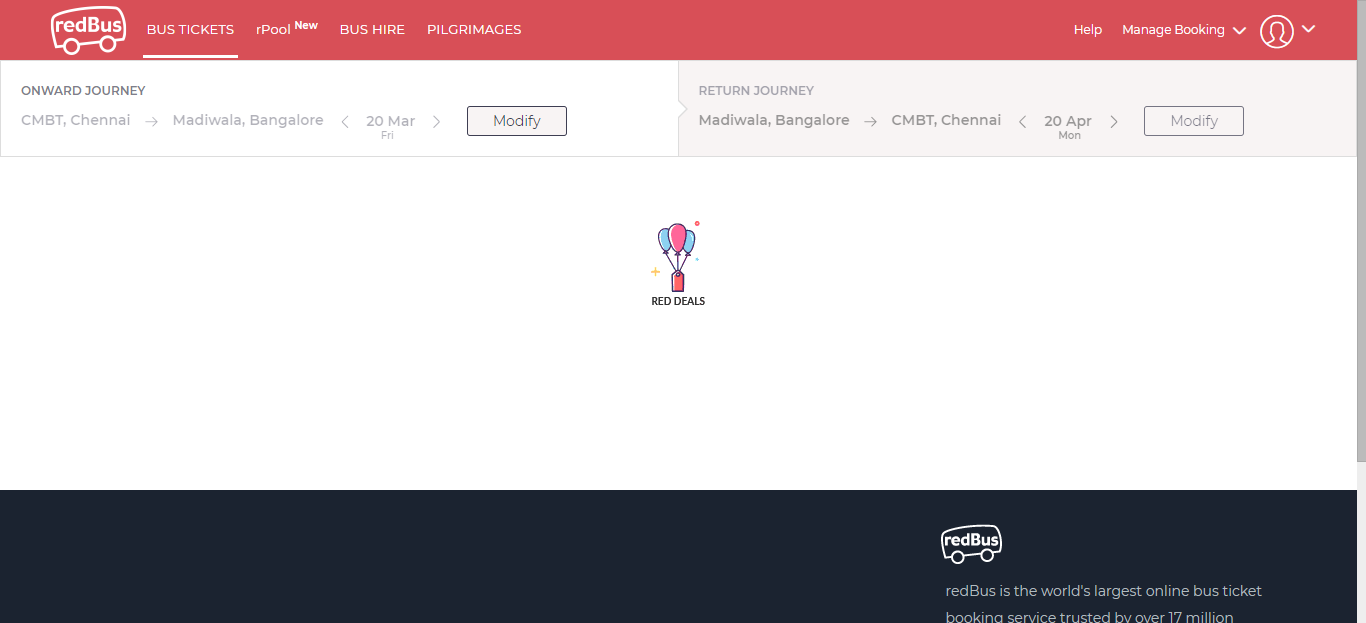 redBus
BUS TICKETS rPool New BUS HIRE PILGRIMAGES Help Manage Booking
ONWARD JOURNEY
CMBT, Chennai → Madiwala, Bangalore < 20 Mar > Modify
Fri
RETURN JOURNEY
Madiwala, Bangalore → CMBT, Chennai < 20 Apr > Modify
Mon
RED DEALS
redBus
redBus is the world's largest online bus ticket
booking service trusted by over 17 million